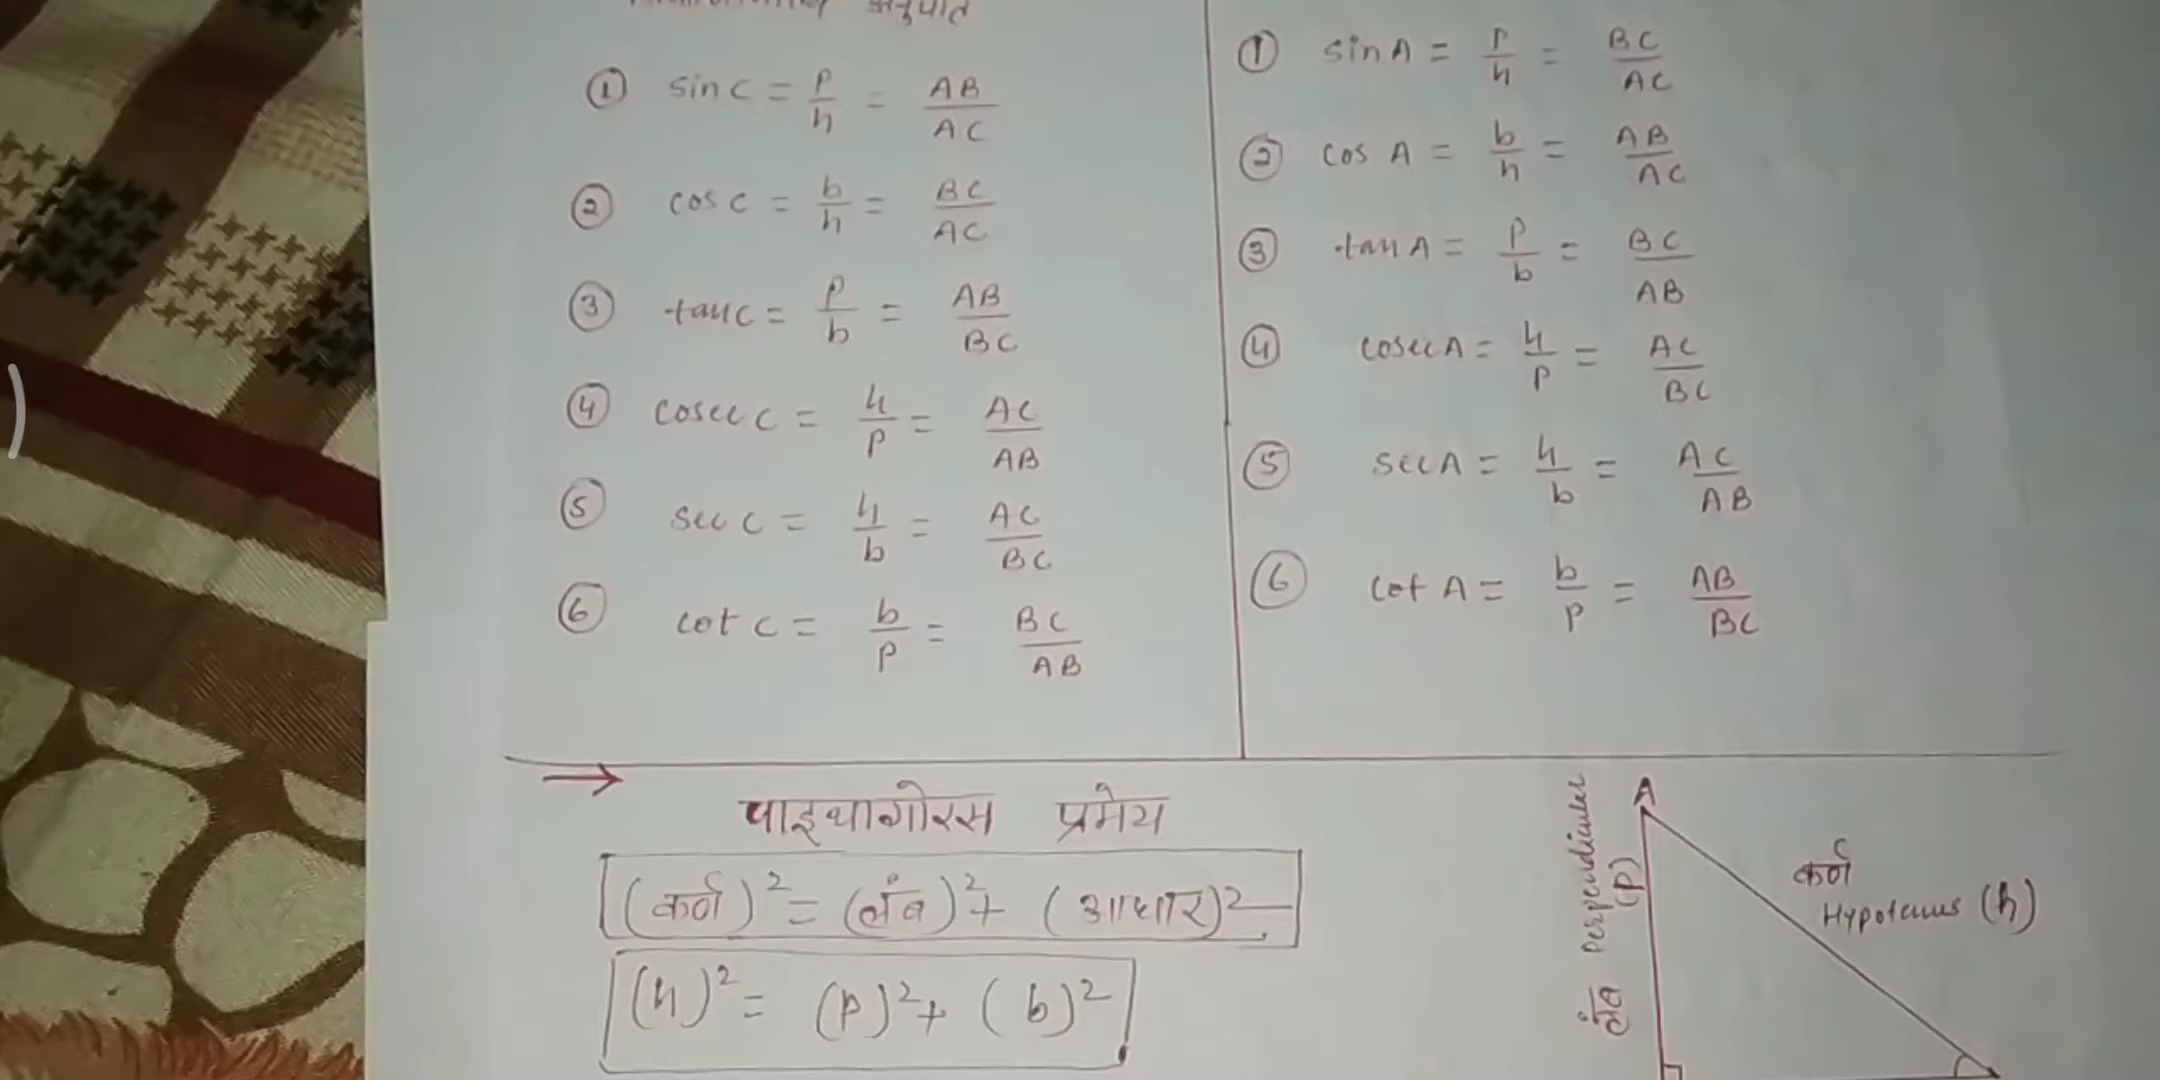 अनुपात
① sin C = p/h = AB/AC
② cos C = b/h = BC/AC
③ tan C = p/b = AB/BC
④ cosec C = h/p = AC/AB
⑤ sec C = h/b = AC/BC
⑥ cot C = b/p = BC/AB
① sin A = p/h = BC/AC
② cos A = b/h = AB/AC
③ tan A = p/b = BC/AB
④ cosec A = h/p = AC/BC
⑤ sec A = h/b = AC/AB
⑥ cot A = b/p = AB/BC
→ पाइथागोरस प्रमेय
(कर्ण)² = (लंब)² + (आधार)²
(h)² = (p)² + (b)²
A
लंब Perpendicular
(P)
कर्ण
Hypotenus (h)